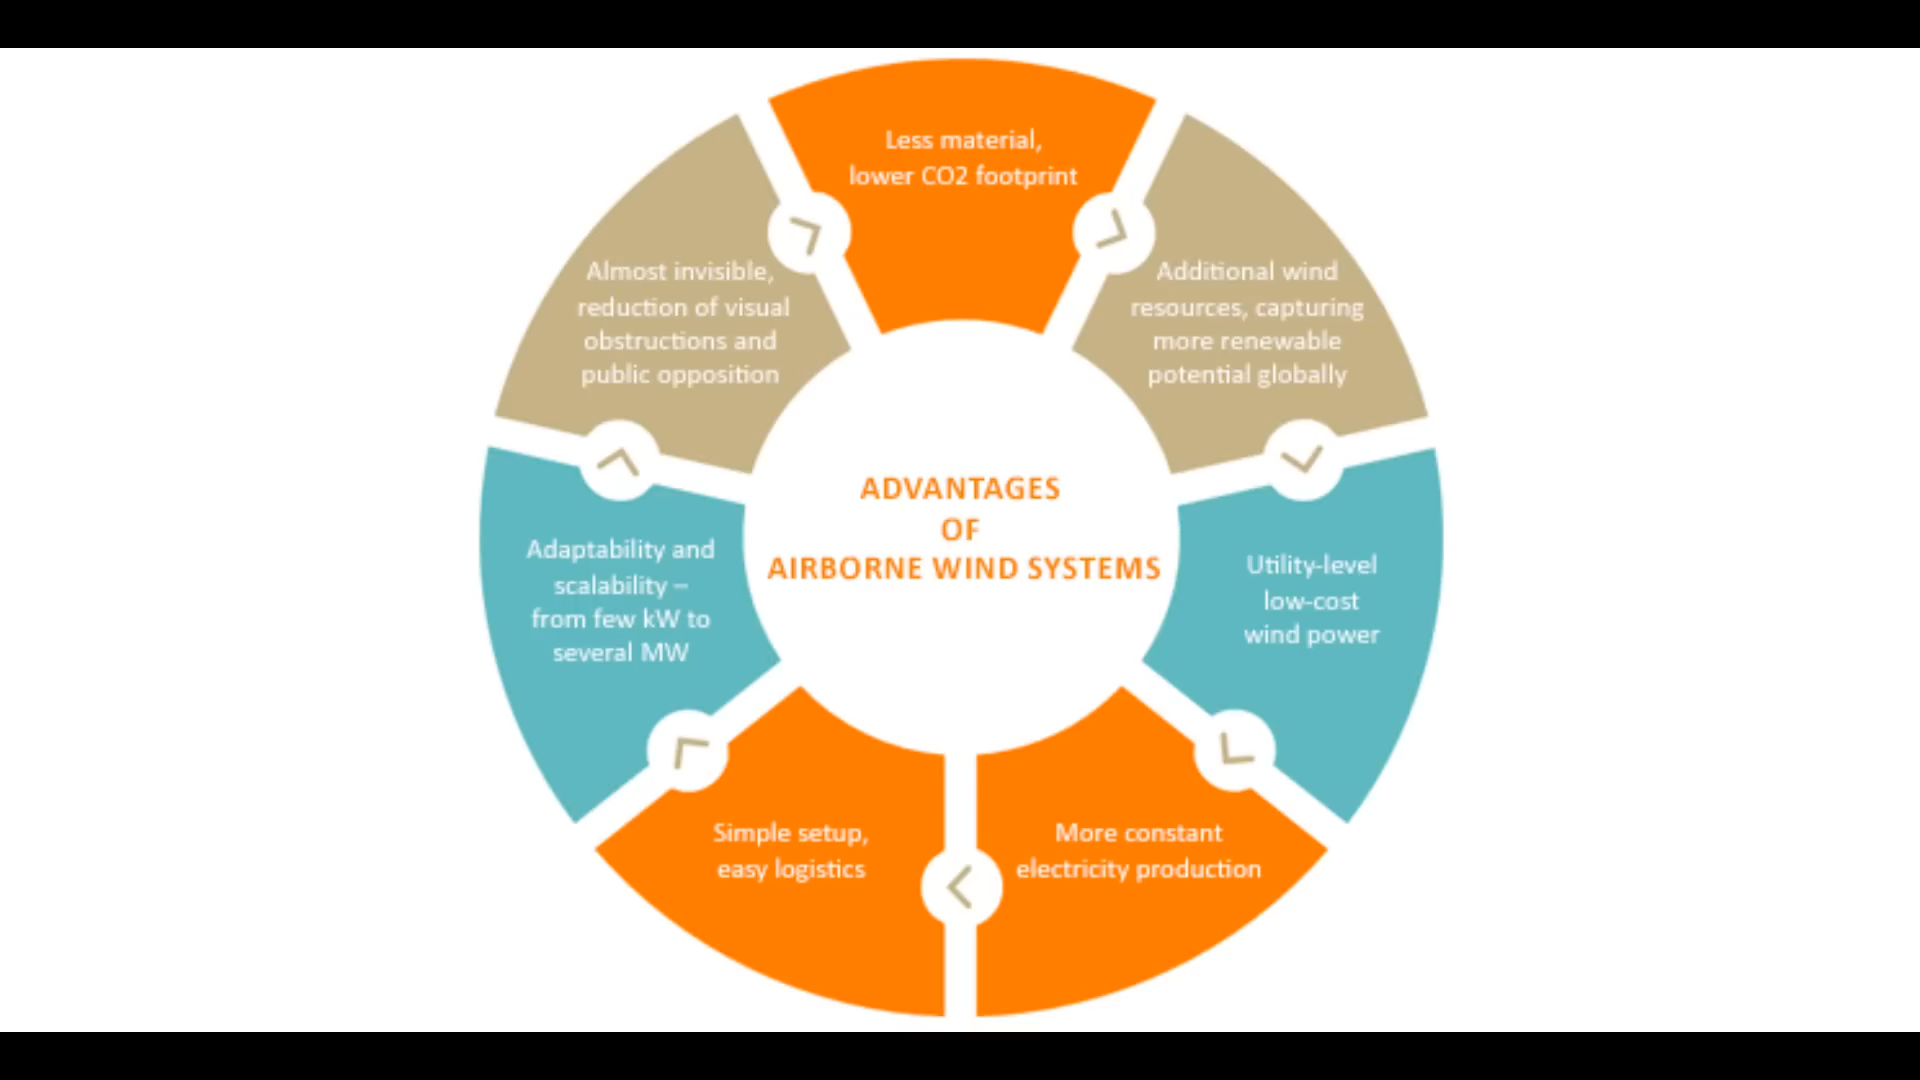 Less material,
lower CO2 footprint
Additional wind
resources, capturing
more renewable
potential globally
Utility-level
low-cost
wind power
More constant
electricity production
Simple setup,
easy logistics
Adaptability and
scalability –
from few kW to
several MW
Almost invisible,
reduction of visual
obstructions and
public opposition
ADVANTAGES
OF
AIRBORNE WIND SYSTEMS